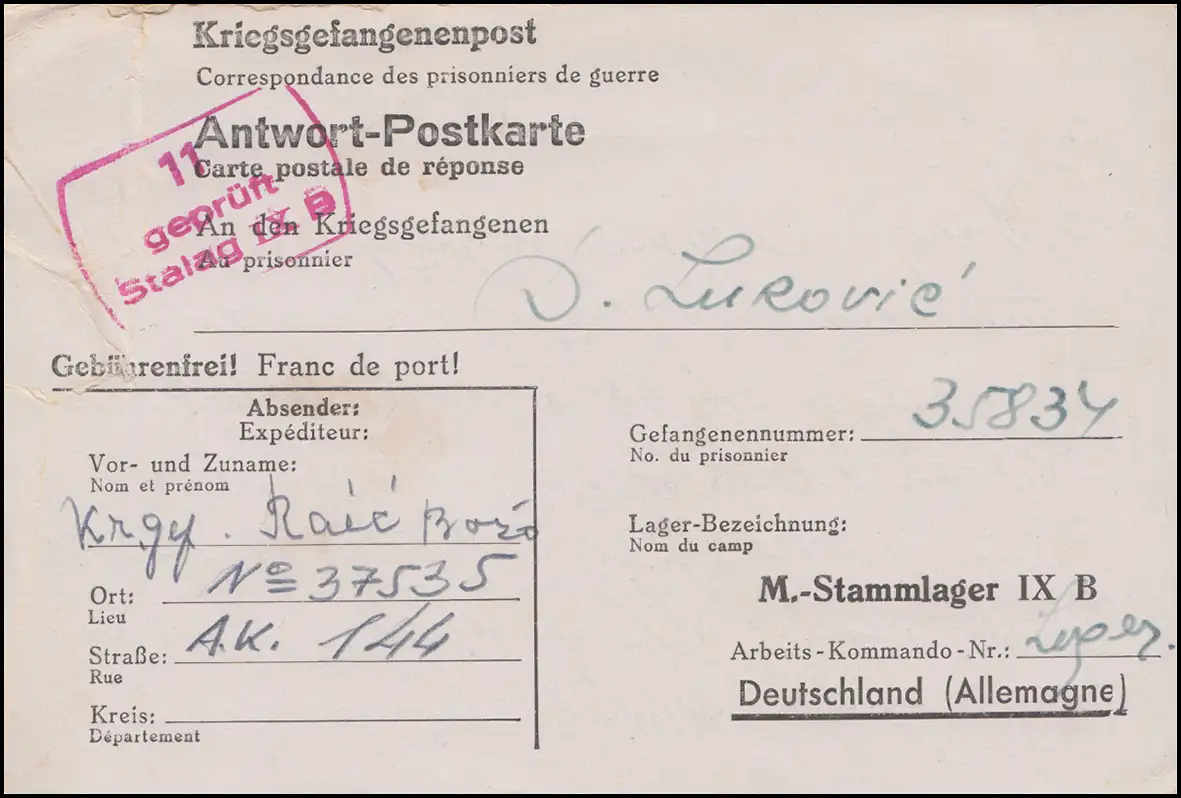 Kriegsgefangenenpost
Correspondance des prisonniers de guerre
Antwort-Postkarte
Carte postale de réponse
11
geprüft
Stalag IX B
An den Kriegsgefangenen
Au prisonnier
D. Luković
Gebührenfrei! Franc de port!
Absender:
Expéditeur:
Vor- und Zuname:
Nom et prénom
Krgf. Raić Božo
Ort: No 37535
Lieu
Straße: A.K. 144
Rue
Kreis:
Département
Gefangenennummer: 35834
No. du prisonnier
Lager-Bezeichnung:
Nom du camp
M.-Stammlager IX B
Arbeits-Kommando-Nr.:
Deutschland (Allemagne)